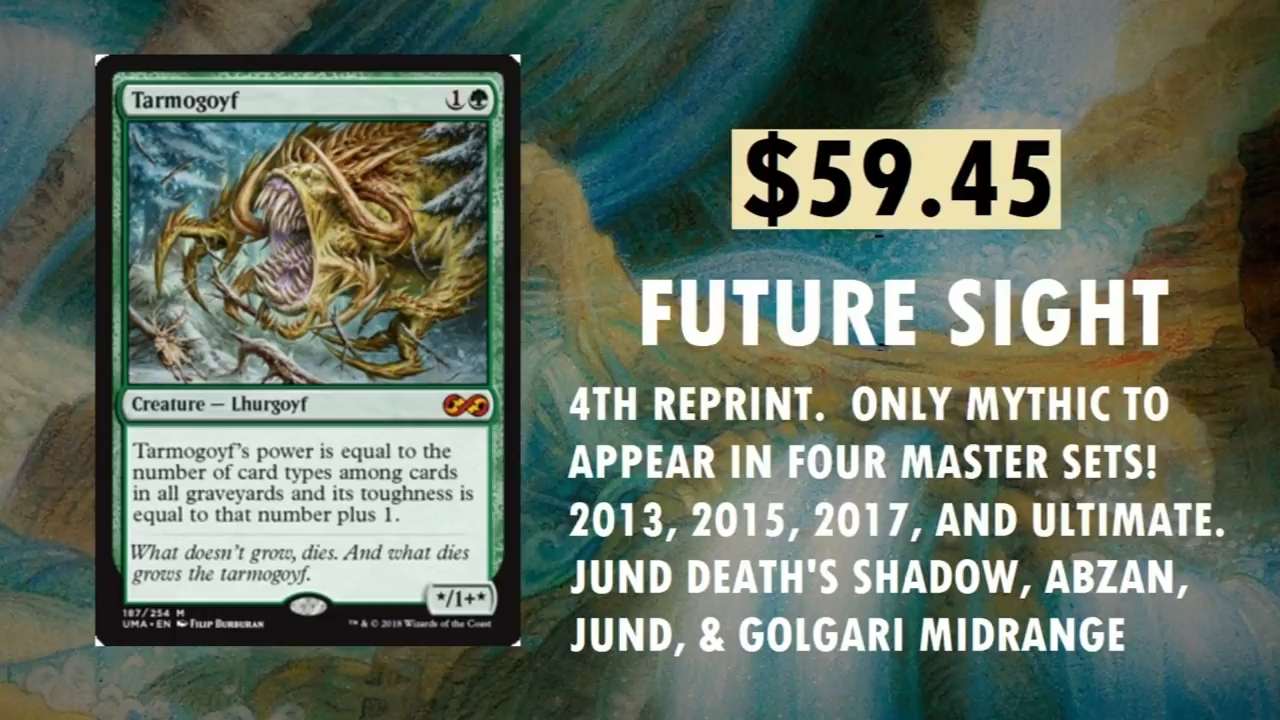 Tarmogoyf 1
Creature — Lhurgoyf
Tarmogoyf's power is equal to the
number of card types among cards
in all graveyards and its toughness is
equal to that number plus 1.
What doesn't grow, dies. And what dies
grows the tarmogoyf.
*/1+*
187/254 M
UMA • EN Filip Burburan
™ & © 2018 Wizards of the Coast
$59.45
FUTURE SIGHT
4TH REPRINT. ONLY MYTHIC TO
APPEAR IN FOUR MASTER SETS!
2013, 2015, 2017, AND ULTIMATE.
JUND DEATH'S SHADOW, ABZAN,
JUND, & GOLGARI MIDRANGE